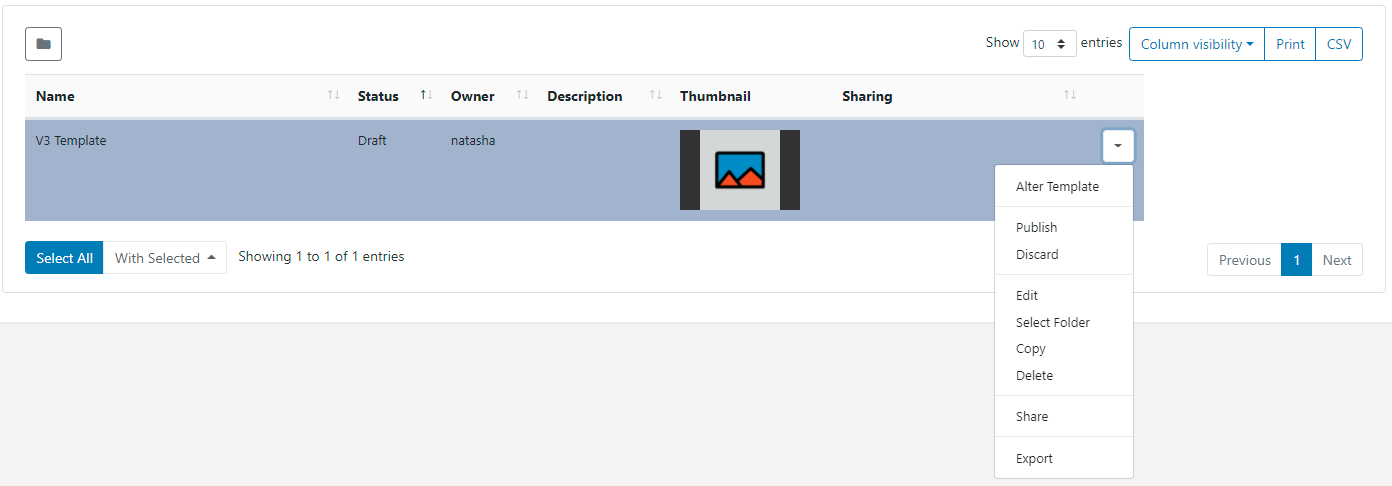 Show 10 entries Column visibility Print CSV
Name Status Owner Description Thumbnail Sharing
V3 Template Draft natasha
Alter Template
Publish
Discard
Edit
Select Folder
Copy
Delete
Share
Export
Select All With Selected Showing 1 to 1 of 1 entries Previous 1 Next